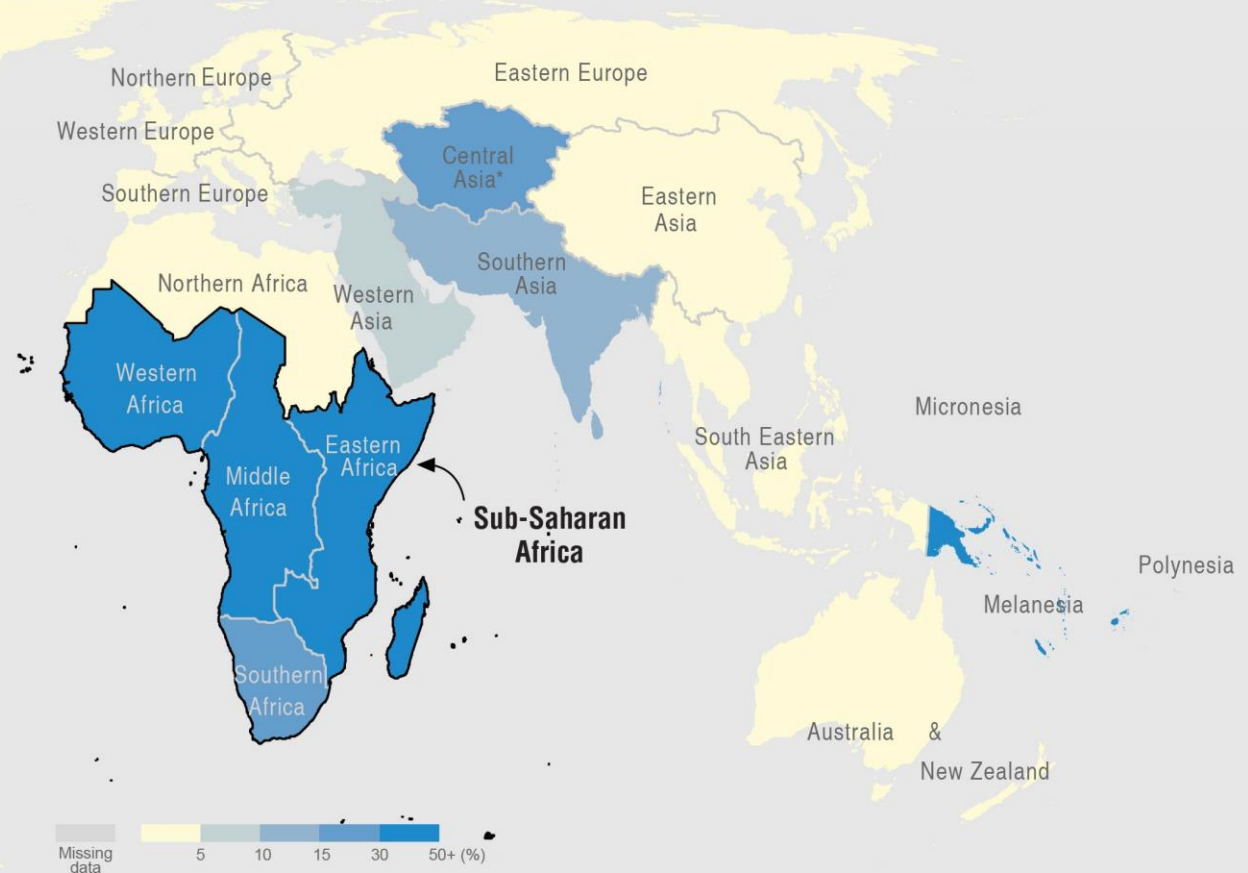 Northern Europe
Eastern Europe
Western Europe
Central
Asia*
Southern Europe
Eastern
Asia
Southern
Asia
Northern Africa
Western
Asia
Western
Africa
Micronesia
Eastern
Africa
South Eastern
Asia
Middle
Africa
Sub-Saharan
Africa
Polynesia
Melanesia
Southern
Africa
Australia &
New Zealand
Missing
data
5 10 15 30 50+ (%)